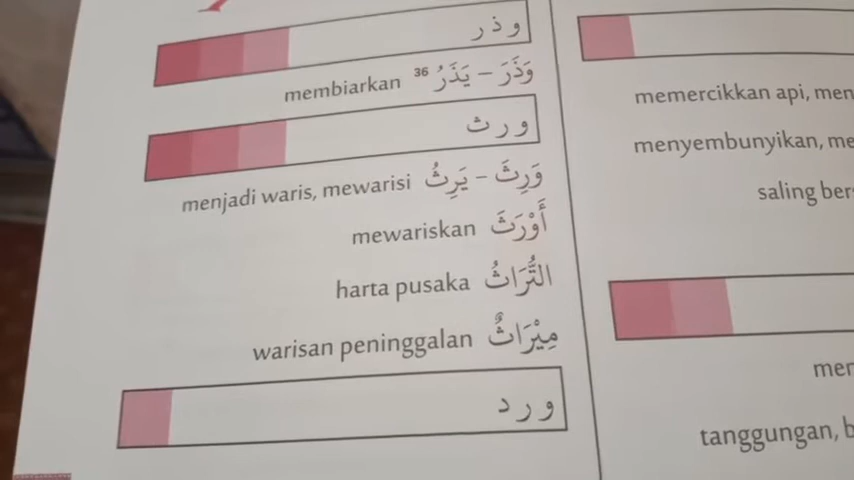 و ذ ر
وَذَرَ – يَذَرُ ³⁶ membiarkan
و ر ث
وَرِثَ – يَرِثُ menjadi waris, mewarisi
أَوْرَثَ mewariskan
التُّرَاثُ harta pusaka
مِيْرَاثٌ warisan peninggalan
و ر د
memercikkan api,
menyembunyikan,
saling
tanggungan,